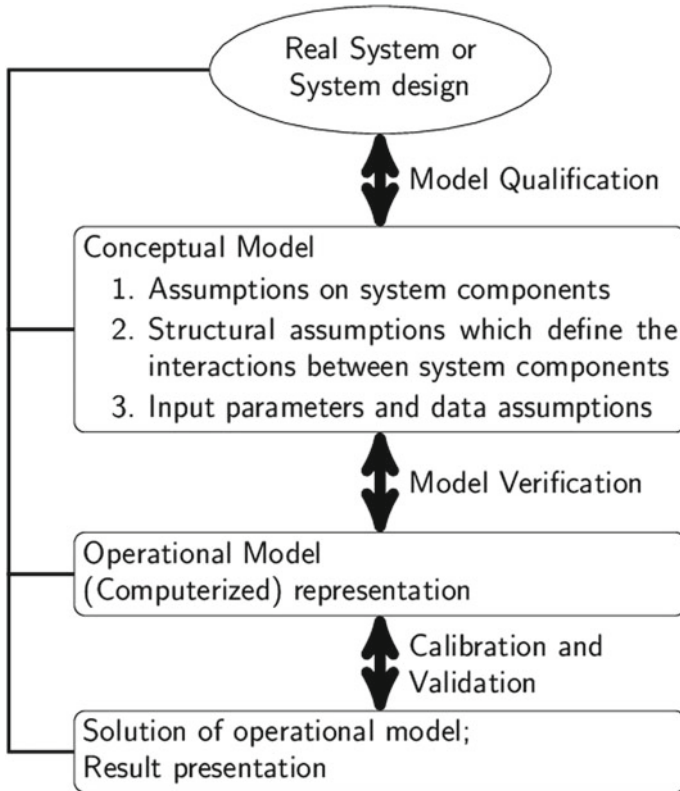 Real System or
System design
Model Qualification
Conceptual Model
1. Assumptions on system components
2. Structural assumptions which define the
interactions between system components
3. Input parameters and data assumptions
Model Verification
Operational Model
(Computerized) representation
Calibration and
Validation
Solution of operational model;
Result presentation